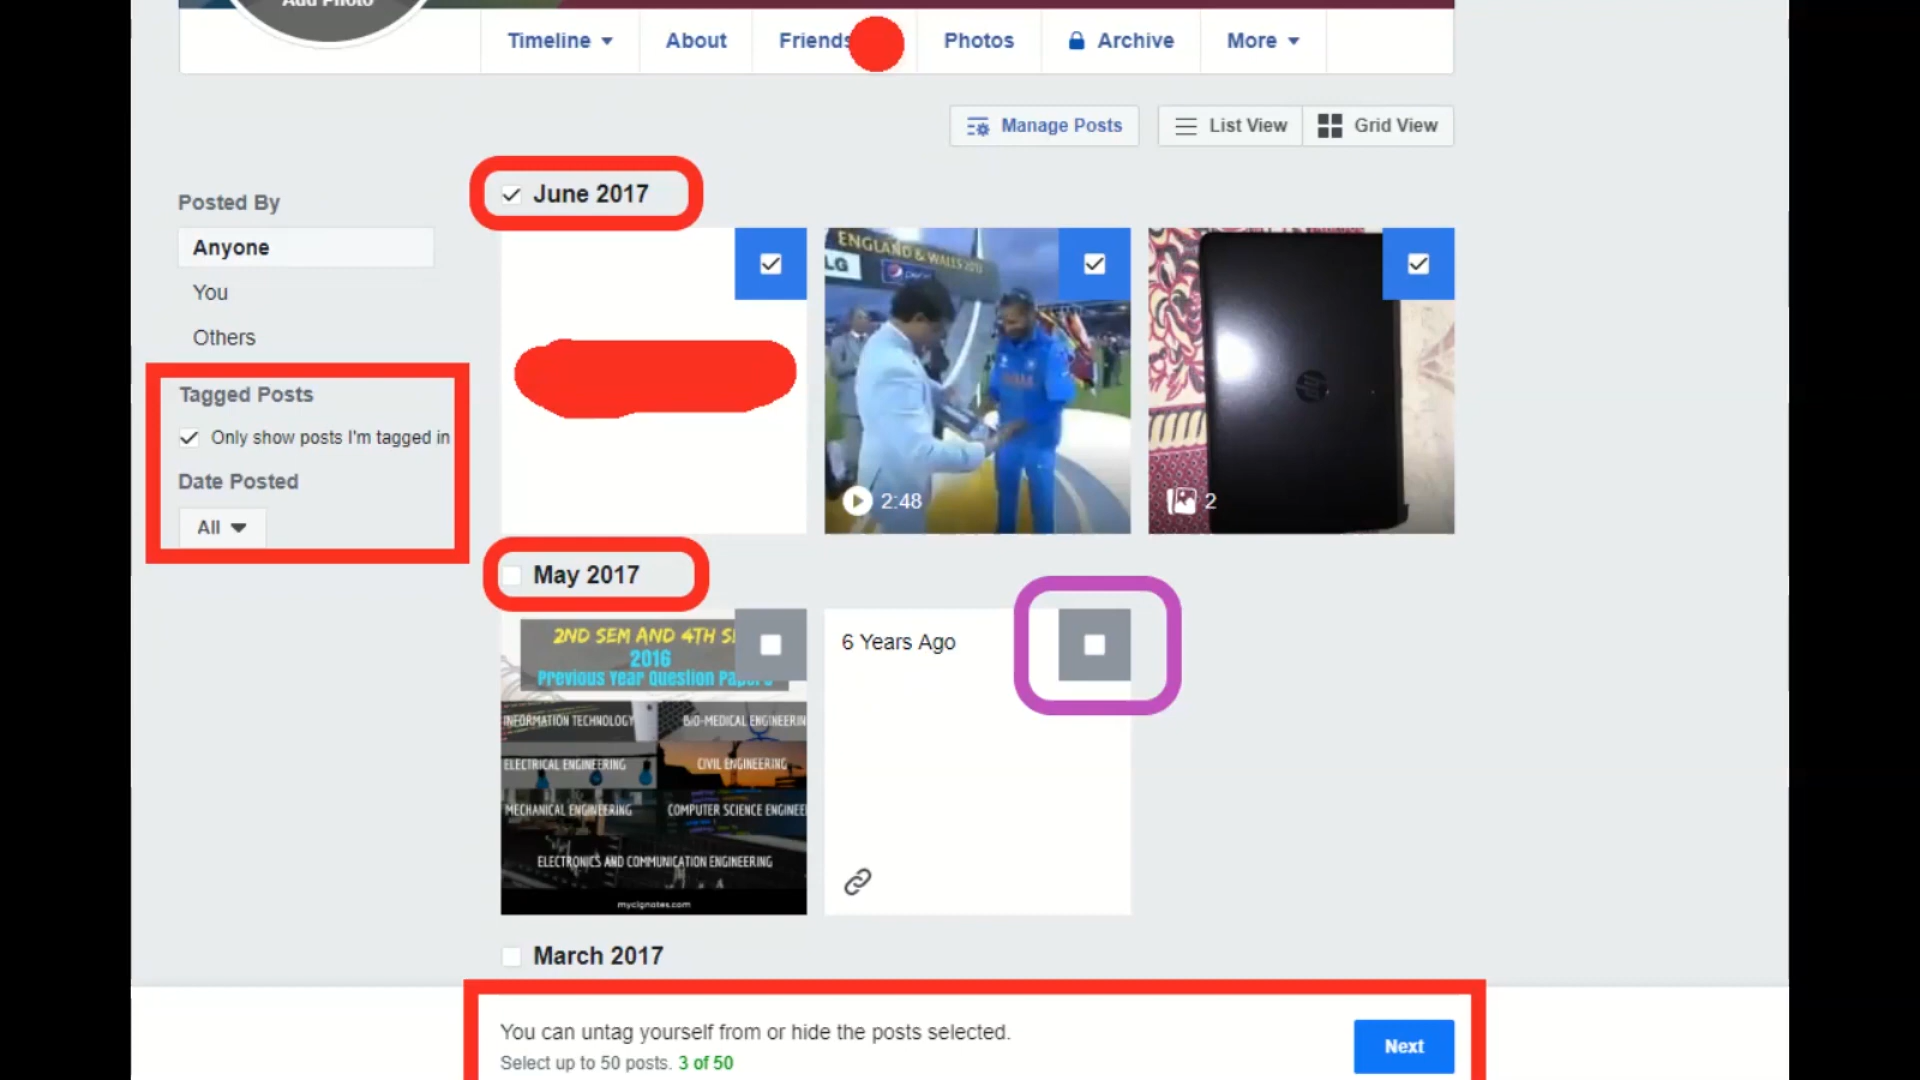 Add Photo
Timeline
About
Friends
Photos
Archive
More
Manage Posts
List View
Grid View
Posted By
Anyone
You
Others
Tagged Posts
Only show posts I'm tagged in
Date Posted
All
June 2017
ENGLAND & WALES 2013
LG
pepsi
2:48
2
May 2017
2ND SEM AND 4TH S
2016
Previous Year Question Papers
INFORMATION TECHNOLOGY
BIO-MEDICAL ENGINEERIN
ELECTRICAL ENGINEERING
CIVIL ENGINEERING
MECHANICAL ENGINEERING
COMPUTER SCIENCE ENGINEE
ELECTRONICS AND COMMUNICATION ENGINEERING
6 Years Ago
March 2017
You can untag yourself from or hide the posts selected.
Select up to 50 posts. 3 of 50
Next